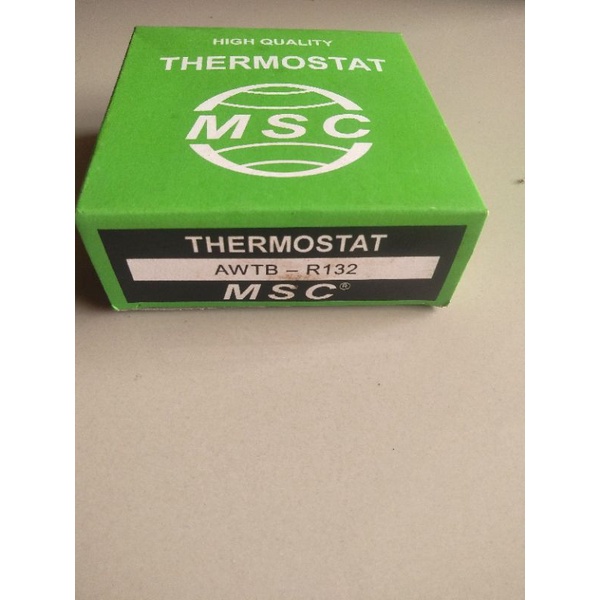 HIGH QUALITY
THERMOSTAT
MSC
THERMOSTAT
AWTB – R132
MSC®